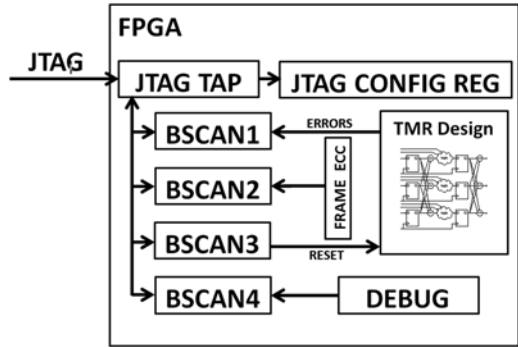 FPGA
JTAG
JTAG TAP
JTAG CONFIG REG
BSCAN1
ERRORS
TMR Design
BSCAN2
FRAME ECC
BSCAN3
RESET
BSCAN4
DEBUG